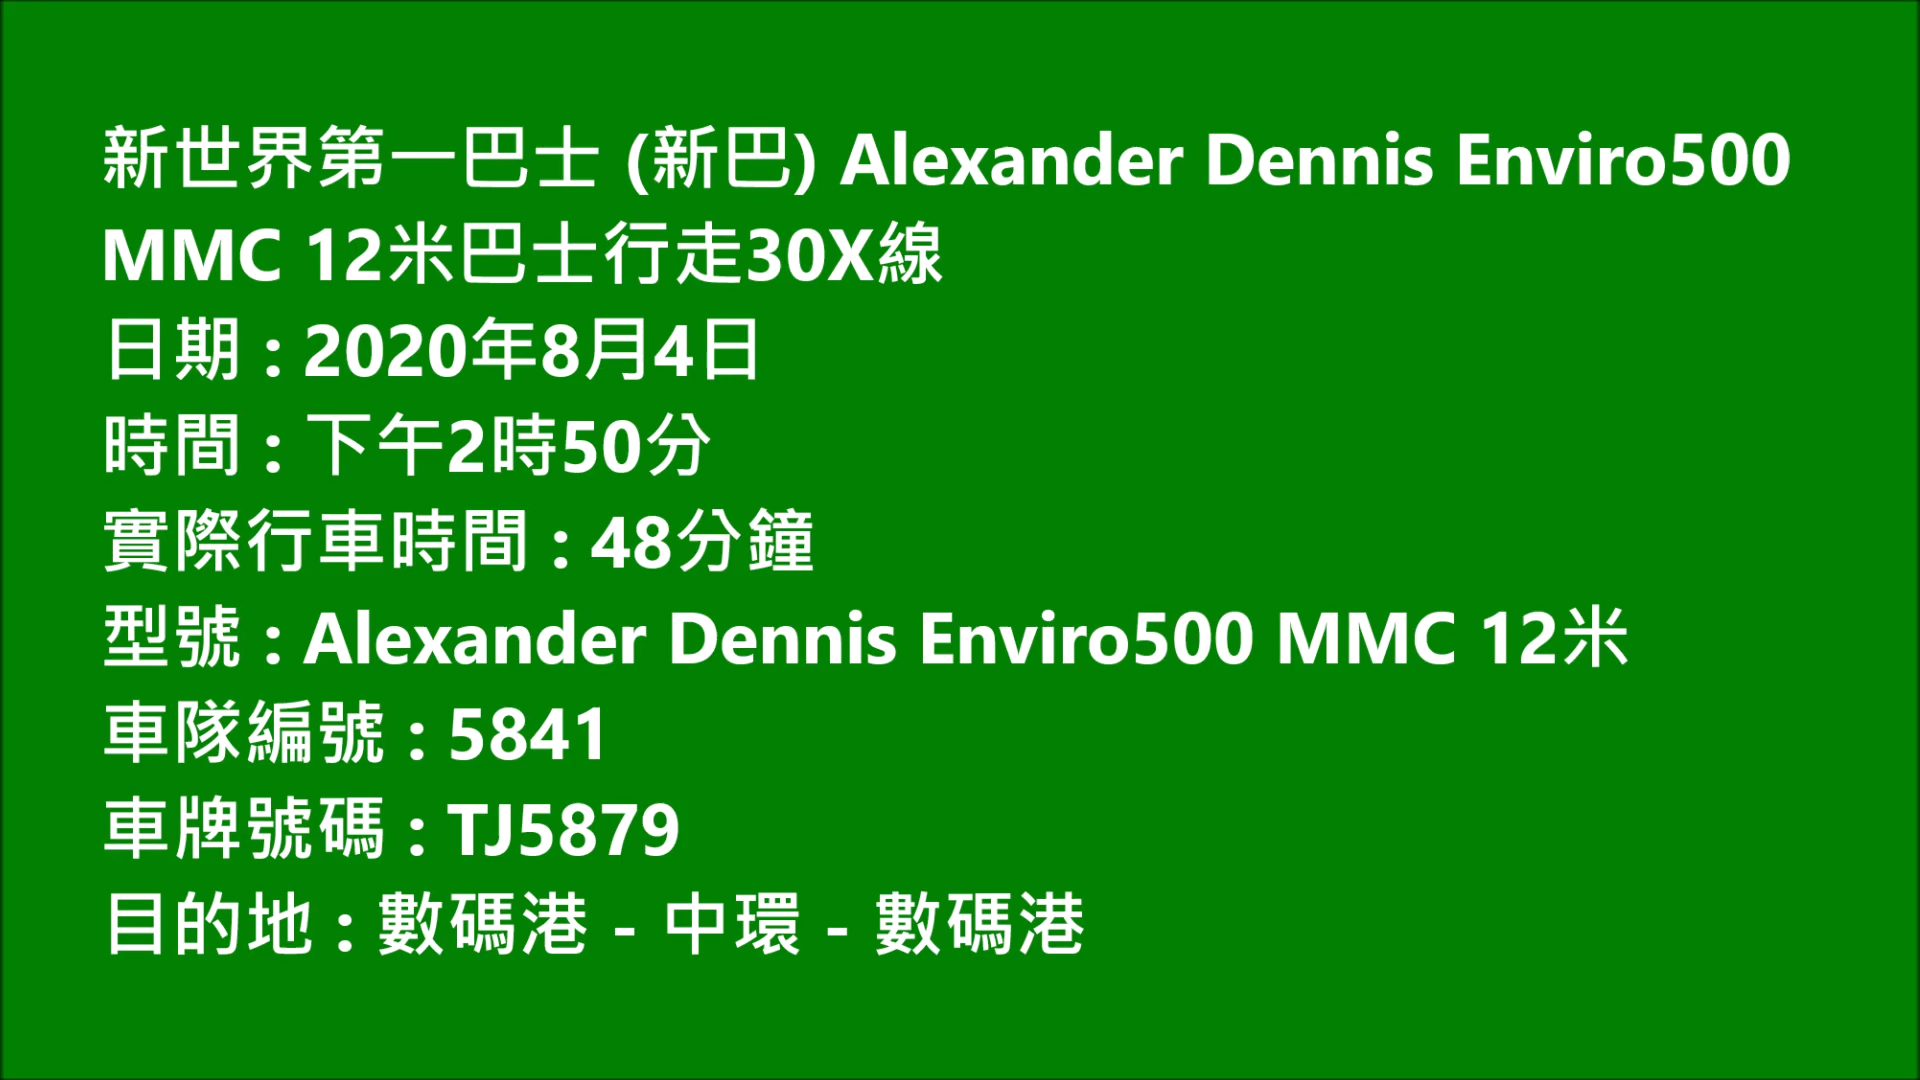 新世界第一巴士 (新巴) Alexander Dennis Enviro500
MMC 12米巴士行走30X線
日期 : 2020年8月4日
時間 : 下午2時50分
實際行車時間 : 48分鐘
型號 : Alexander Dennis Enviro500 MMC 12米
車隊編號 : 5841
車牌號碼 : TJ5879
目的地 : 數碼港 - 中環 - 數碼港